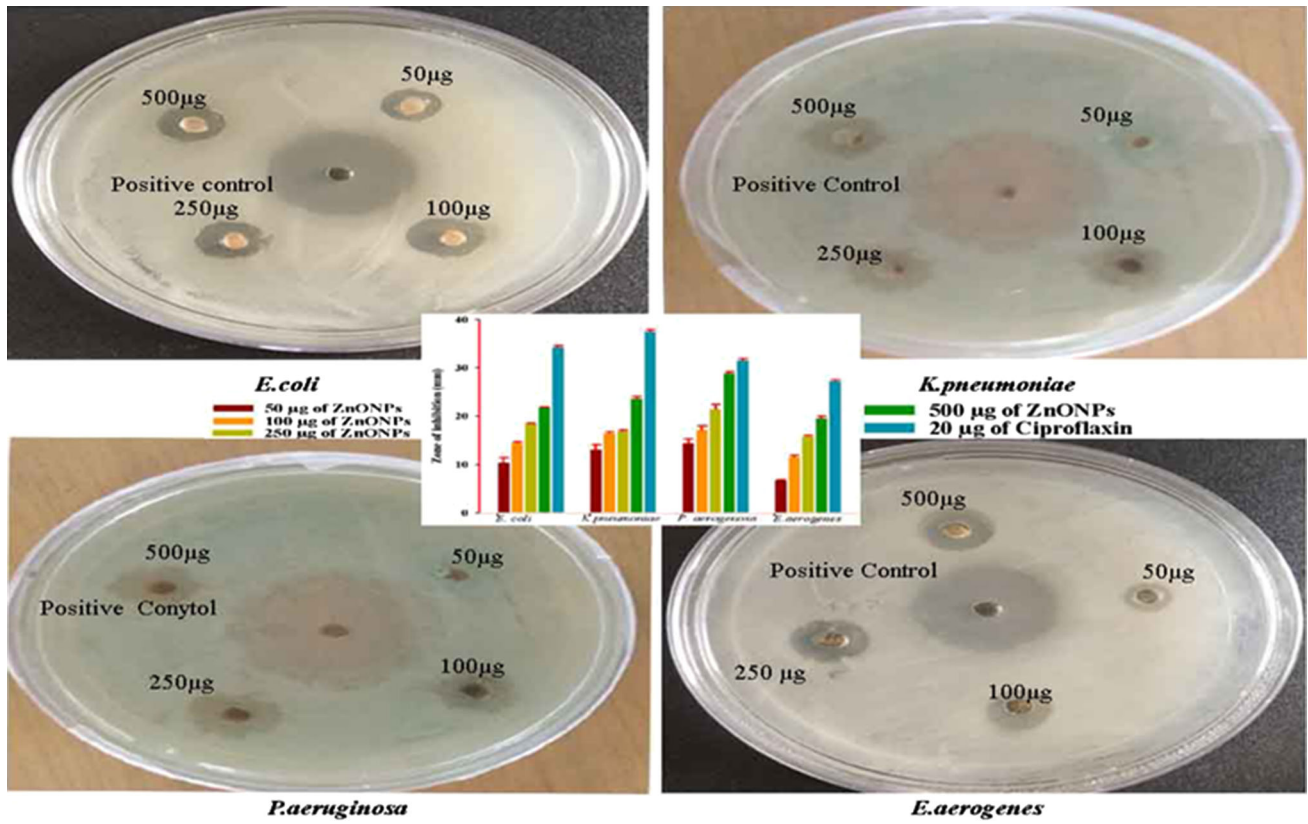 50µg
500µg
Positive control
250µg
100µg
E.coli
500µg
50µg
Positive Control
250µg
100µg
K.pneumoniae
50 µg of ZnONPs
100 µg of ZnONPs
250 µg of ZnONPs
500 µg of ZnONPs
20 µg of Ciproflaxin
Zone of inhibition (mm)
40
30
20
10
0
E. coli
K.pneumoniae
P. aerogenosa
E.aerogenes
500µg
50µg
Positive Conytol
250µg
100µg
P.aeruginosa
500µg
Positive Control
50µg
250 µg
100µg
E.aerogenes